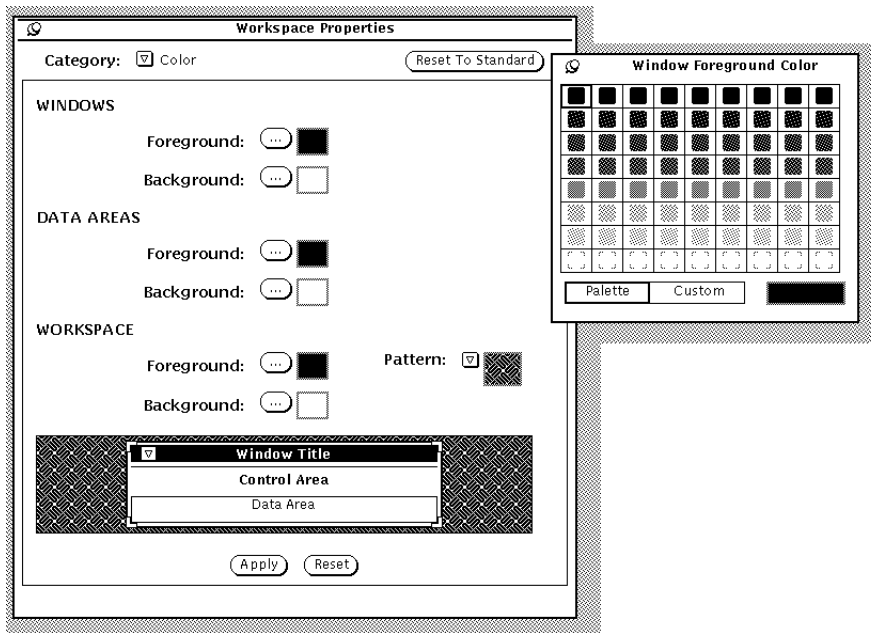 Workspace Properties
Category: Color
Reset To Standard
WINDOWS
Foreground: ...
Background: ...
DATA AREAS
Foreground: ...
Background: ...
WORKSPACE
Foreground: ...
Pattern:
Background: ...
Window Title
Control Area
Data Area
Apply Reset
Window Foreground Color
Palette Custom